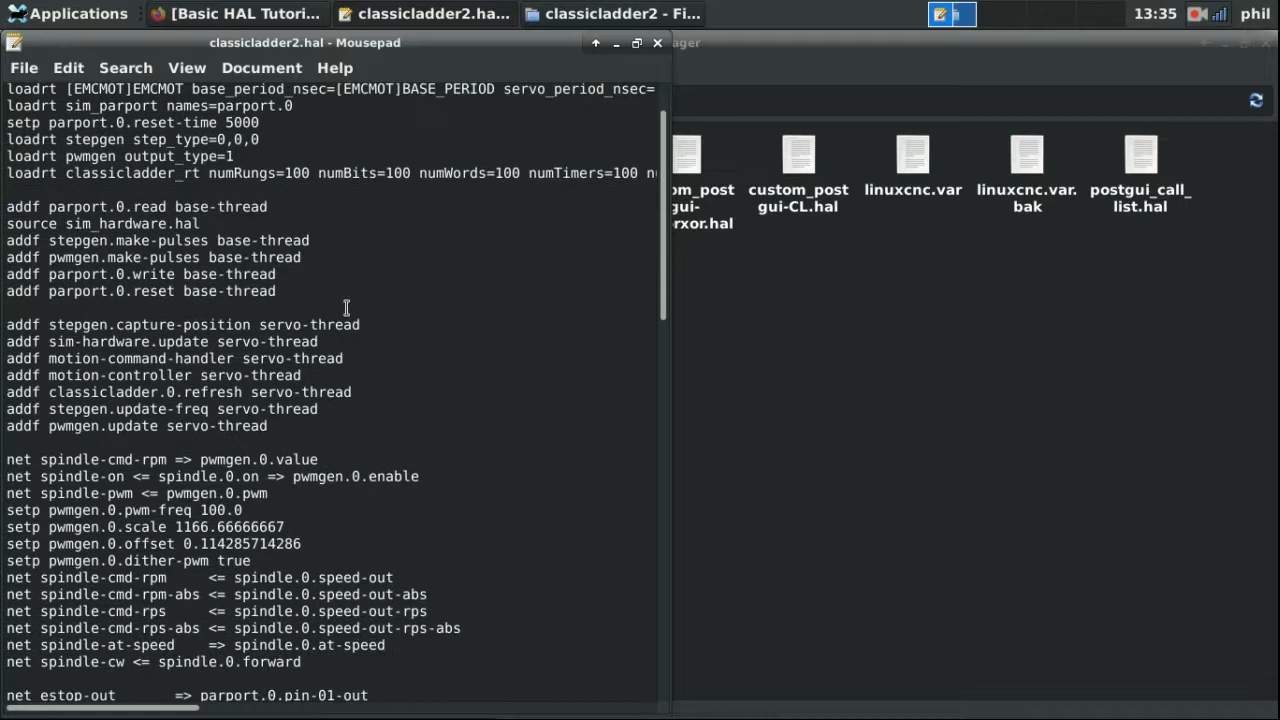 Applications
[Basic HAL Tutori...
classicladder2.ha...
classicladder2 - Fi...
13:35
phil
classicladder2.hal - Mousepad
ager
File Edit Search View Document Help
loadrt [EMCMOT]EMCMOT base_period_nsec=[EMCMOT]BASE_PERIOD servo_period_nsec=
loadrt sim_parport names=parport.0
setp parport.0.reset-time 5000
loadrt stepgen step_type=0,0,0
loadrt pwmgen output_type=1
loadrt classicladder_rt numRungs=100 numBits=100 numWords=100 numTimers=100 n
addf parport.0.read base-thread
source sim_hardware.hal
addf stepgen.make-pulses base-thread
addf pwmgen.make-pulses base-thread
addf parport.0.write base-thread
addf parport.0.reset base-thread
addf stepgen.capture-position servo-thread
addf sim-hardware.update servo-thread
addf motion-command-handler servo-thread
addf motion-controller servo-thread
addf classicladder.0.refresh servo-thread
addf stepgen.update-freq servo-thread
addf pwmgen.update servo-thread
net spindle-cmd-rpm => pwmgen.0.value
net spindle-on <= spindle.0.on => pwmgen.0.enable
net spindle-pwm <= pwmgen.0.pwm
setp pwmgen.0.pwm-freq 100.0
setp pwmgen.0.scale 1166.66666667
setp pwmgen.0.offset 0.114285714286
setp pwmgen.0.dither-pwm true
net spindle-cmd-rpm     <= spindle.0.speed-out
net spindle-cmd-rpm-abs <= spindle.0.speed-out-abs
net spindle-cmd-rps     <= spindle.0.speed-out-rps
net spindle-cmd-rps-abs <= spindle.0.speed-out-rps-abs
net spindle-at-speed    => spindle.0.at-speed
net spindle-cw <= spindle.0.forward
net estop-out       => parport.0.pin-01-out
om_post
gui-
rxor.hal
custom_post
gui-CL.hal
linuxcnc.var
linuxcnc.var.
bak
postgui_call_
list.hal